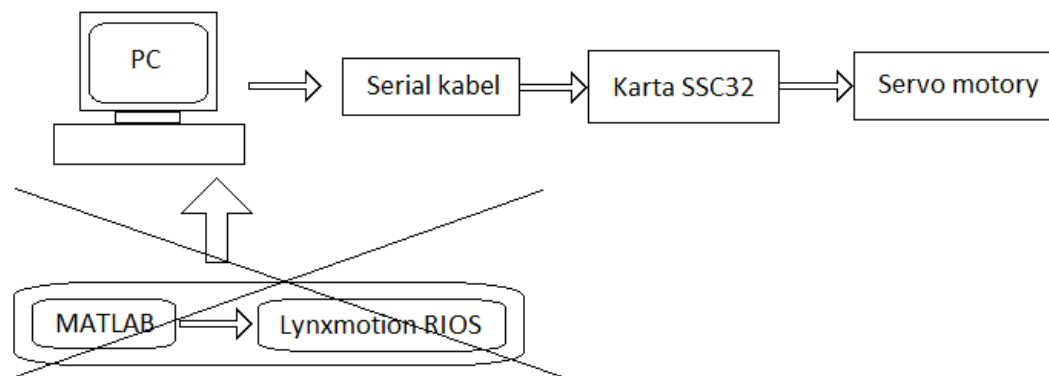 PC
Serial kabel
Karta SSC32
Servo motory
MATLAB
Lynxmotion RIOS